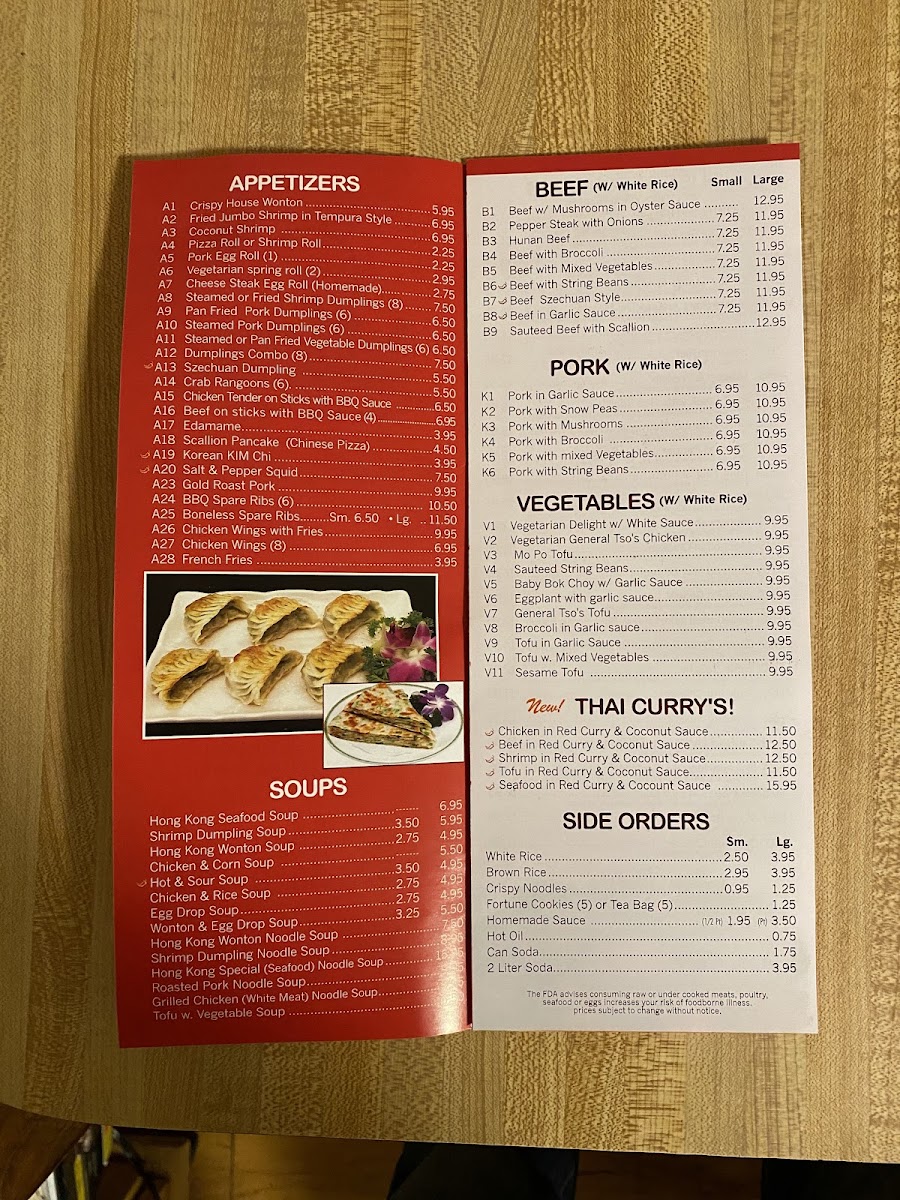 APPETIZERS
A1 Crispy House Wonton 5.95
A2 Fried Jumbo Shrimp in Tempura Style 6.95
A3 Coconut Shrimp 6.95
A4 Pizza Roll or Shrimp Roll 2.25
A5 Pork Egg Roll (1) 2.25
A6 Vegetarian spring roll (2) 2.95
A7 Cheese Steak Egg Roll (Homemade) 2.75
A8 Steamed or Fried Shrimp Dumplings (8) 7.50
A9 Pan Fried Pork Dumplings (6) 6.50
A10 Steamed Pork Dumplings (6) 6.50
A11 Steamed or Pan Fried Vegetable Dumplings (6) 6.50
A12 Dumplings Combo (8) 7.50
A13 Szechuan Dumpling 5.50
A14 Crab Rangoons (6) 5.50
A15 Chicken Tender on Sticks with BBQ Sauce 6.50
A16 Beef on sticks with BBQ Sauce (4) 6.95
A17 Edamame 3.95
A18 Scallion Pancake (Chinese Pizza) 4.50
A19 Korean KIM Chi 3.95
A20 Salt & Pepper Squid 7.50
A23 Gold Roast Pork 9.95
A24 BBQ Spare Ribs (6) 10.50
A25 Boneless Spare Ribs Sm. 6.50 • Lg. 11.50
A26 Chicken Wings with Fries 9.95
A27 Chicken Wings (8) 6.95
A28 French Fries 3.95
SOUPS
Hong Kong Seafood Soup 6.95
Shrimp Dumpling Soup 3.50 5.95
Hong Kong Wonton Soup 2.75 4.95
Chicken & Corn Soup 5.50
Hot & Sour Soup 3.50 4.95
Chicken & Rice Soup 2.75 4.95
Egg Drop Soup 2.75 4.95
Wonton & Egg Drop Soup 3.25 5.50
Hong Kong Wonton Noodle Soup 7.50
Shrimp Dumpling Noodle Soup 8.95
Hong Kong Special (Seafood) Noodle Soup
Roasted Pork Noodle Soup
Grilled Chicken (White Meat) Noodle Soup
Tofu w. Vegetable Soup
BEEF (W/ White Rice) Small Large
B1 Beef w/ Mushrooms in Oyster Sauce 12.95
B2 Pepper Steak with Onions 7.25 11.95
B3 Hunan Beef 7.25 11.95
B4 Beef with Broccoli 7.25 11.95
B5 Beef with Mixed Vegetables 7.25 11.95
B6 Beef with String Beans 7.25 11.95
B7 Beef Szechuan Style 7.25 11.95
B8 Beef in Garlic Sauce 7.25 11.95
B9 Sauteed Beef with Scallion 12.95
PORK (W/ White Rice)
K1 Pork in Garlic Sauce 6.95 10.95
K2 Pork with Snow Peas 6.95 10.95
K3 Pork with Mushrooms 6.95 10.95
K4 Pork with Broccoli 6.95 10.95
K5 Pork with mixed Vegetables 6.95 10.95
K6 Pork with String Beans 6.95 10.95
VEGETABLES (W/ White Rice)
V1 Vegetarian Delight w/ White Sauce 9.95
V2 Vegetarian General Tso's Chicken 9.95
V3 Mo Po Tofu 9.95
V4 Sauteed String Beans 9.95
V5 Baby Bok Choy w/ Garlic Sauce 9.95
V6 Eggplant with garlic sauce 9.95
V7 General Tso's Tofu 9.95
V8 Broccoli in Garlic sauce 9.95
V9 Tofu in Garlic Sauce 9.95
V10 Tofu w. Mixed Vegetables 9.95
V11 Sesame Tofu 9.95
New! THAI CURRY'S!
Chicken in Red Curry & Coconut Sauce 11.50
Beef in Red Curry & Coconut Sauce 12.50
Shrimp in Red Curry & Coconut Sauce 12.50
Tofu in Red Curry & Coconut Sauce 11.50
Seafood in Red Curry & Cocount Sauce 15.95
SIDE ORDERS
Sm. Lg.
White Rice 2.50 3.95
Brown Rice 2.95 3.95
Crispy Noodles 0.95 1.25
Fortune Cookies (5) or Tea Bag (5) 1.25
Homemade Sauce (1/2 Pt) 1.95 (Pt) 3.50
Hot Oil 0.75
Can Soda 1.75
2 Liter Soda 3.95
The FDA advises consuming raw or under cooked meats, poultry,
seafood or eggs increases your risk of foodborne illness.
prices subject to change without notice.